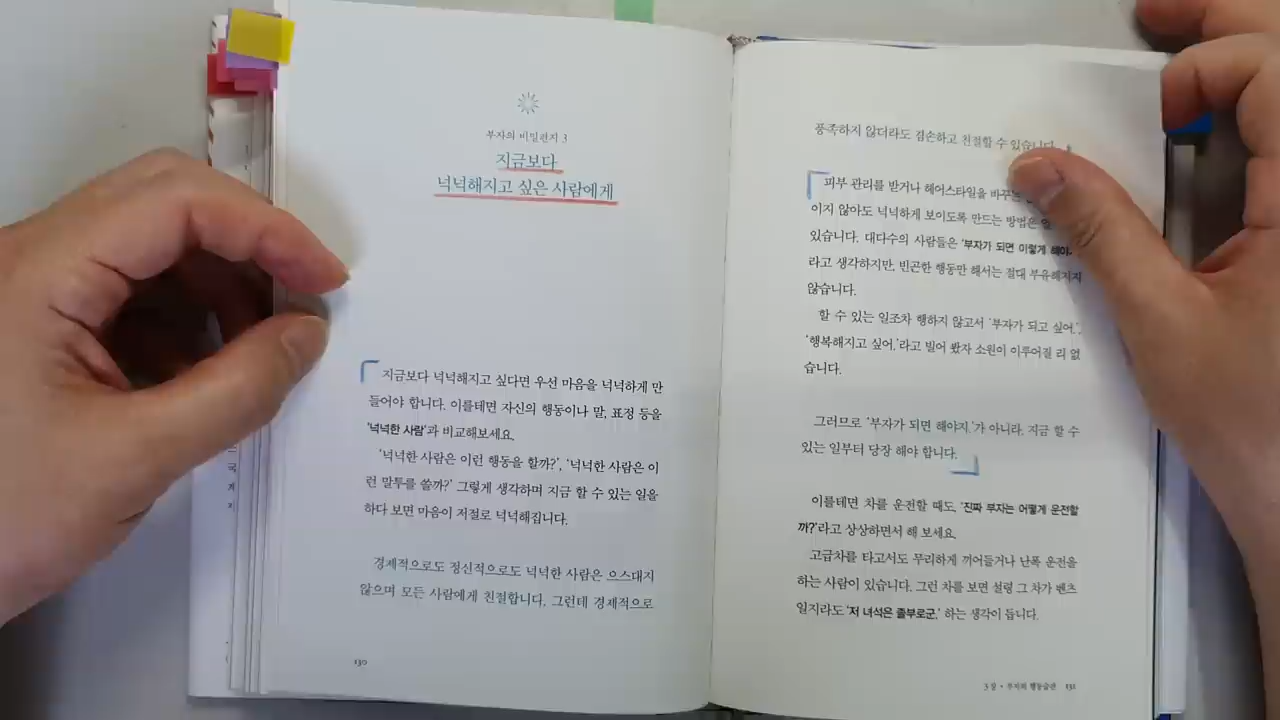 부자의 비밀편지 3
지금보다
넉넉해지고 싶은 사람에게
지금보다 넉넉해지고 싶다면 우선 마음을 넉넉하게 만
들어야 합니다. 이를테면 자신의 행동이나 말, 표정 등을
'넉넉한 사람'과 비교해보세요.
'넉넉한 사람은 이런 행동을 할까?', '넉넉한 사람은 이
런 말투를 쓸까?' 그렇게 생각하며 지금 할 수 있는 일을
하다 보면 마음이 저절로 넉넉해집니다.
경제적으로도 정신적으로도 넉넉한 사람은 으스대지
않으며 모든 사람에게 친절합니다. 그런데 경제적으로
130
풍족하지 않더라도 겸손하고 친절할 수 있습니다.
피부 관리를 받거나 헤어스타일을 바꾸는
이지 않아도 넉넉하게 보이도록 만드는 방법은
있습니다. 대다수의 사람들은 '부자가 되면 이렇게 해야.
라고 생각하지만, 빈곤한 행동만 해서는 절대 부유해지지
않습니다.
할 수 있는 일조차 행하지 않고서 '부자가 되고 싶어.',
'행복해지고 싶어.'라고 빌어 봤자 소원이 이루어질 리 없
습니다.
그러므로 '부자가 되면 해야지.'가 아니라, 지금 할 수
있는 일부터 당장 해야 합니다.
이를테면 차를 운전할 때도, '진짜 부자는 어떻게 운전할
까?'라고 상상하면서 해 보세요.
고급차를 타고서도 무리하게 끼어들거나 난폭 운전을
하는 사람이 있습니다. 그런 차를 보면 설령 그 차가 벤츠
일지라도 '저 녀석은 졸부로군.' 하는 생각이 듭니다.
3장 • 부자의 행동습관 131